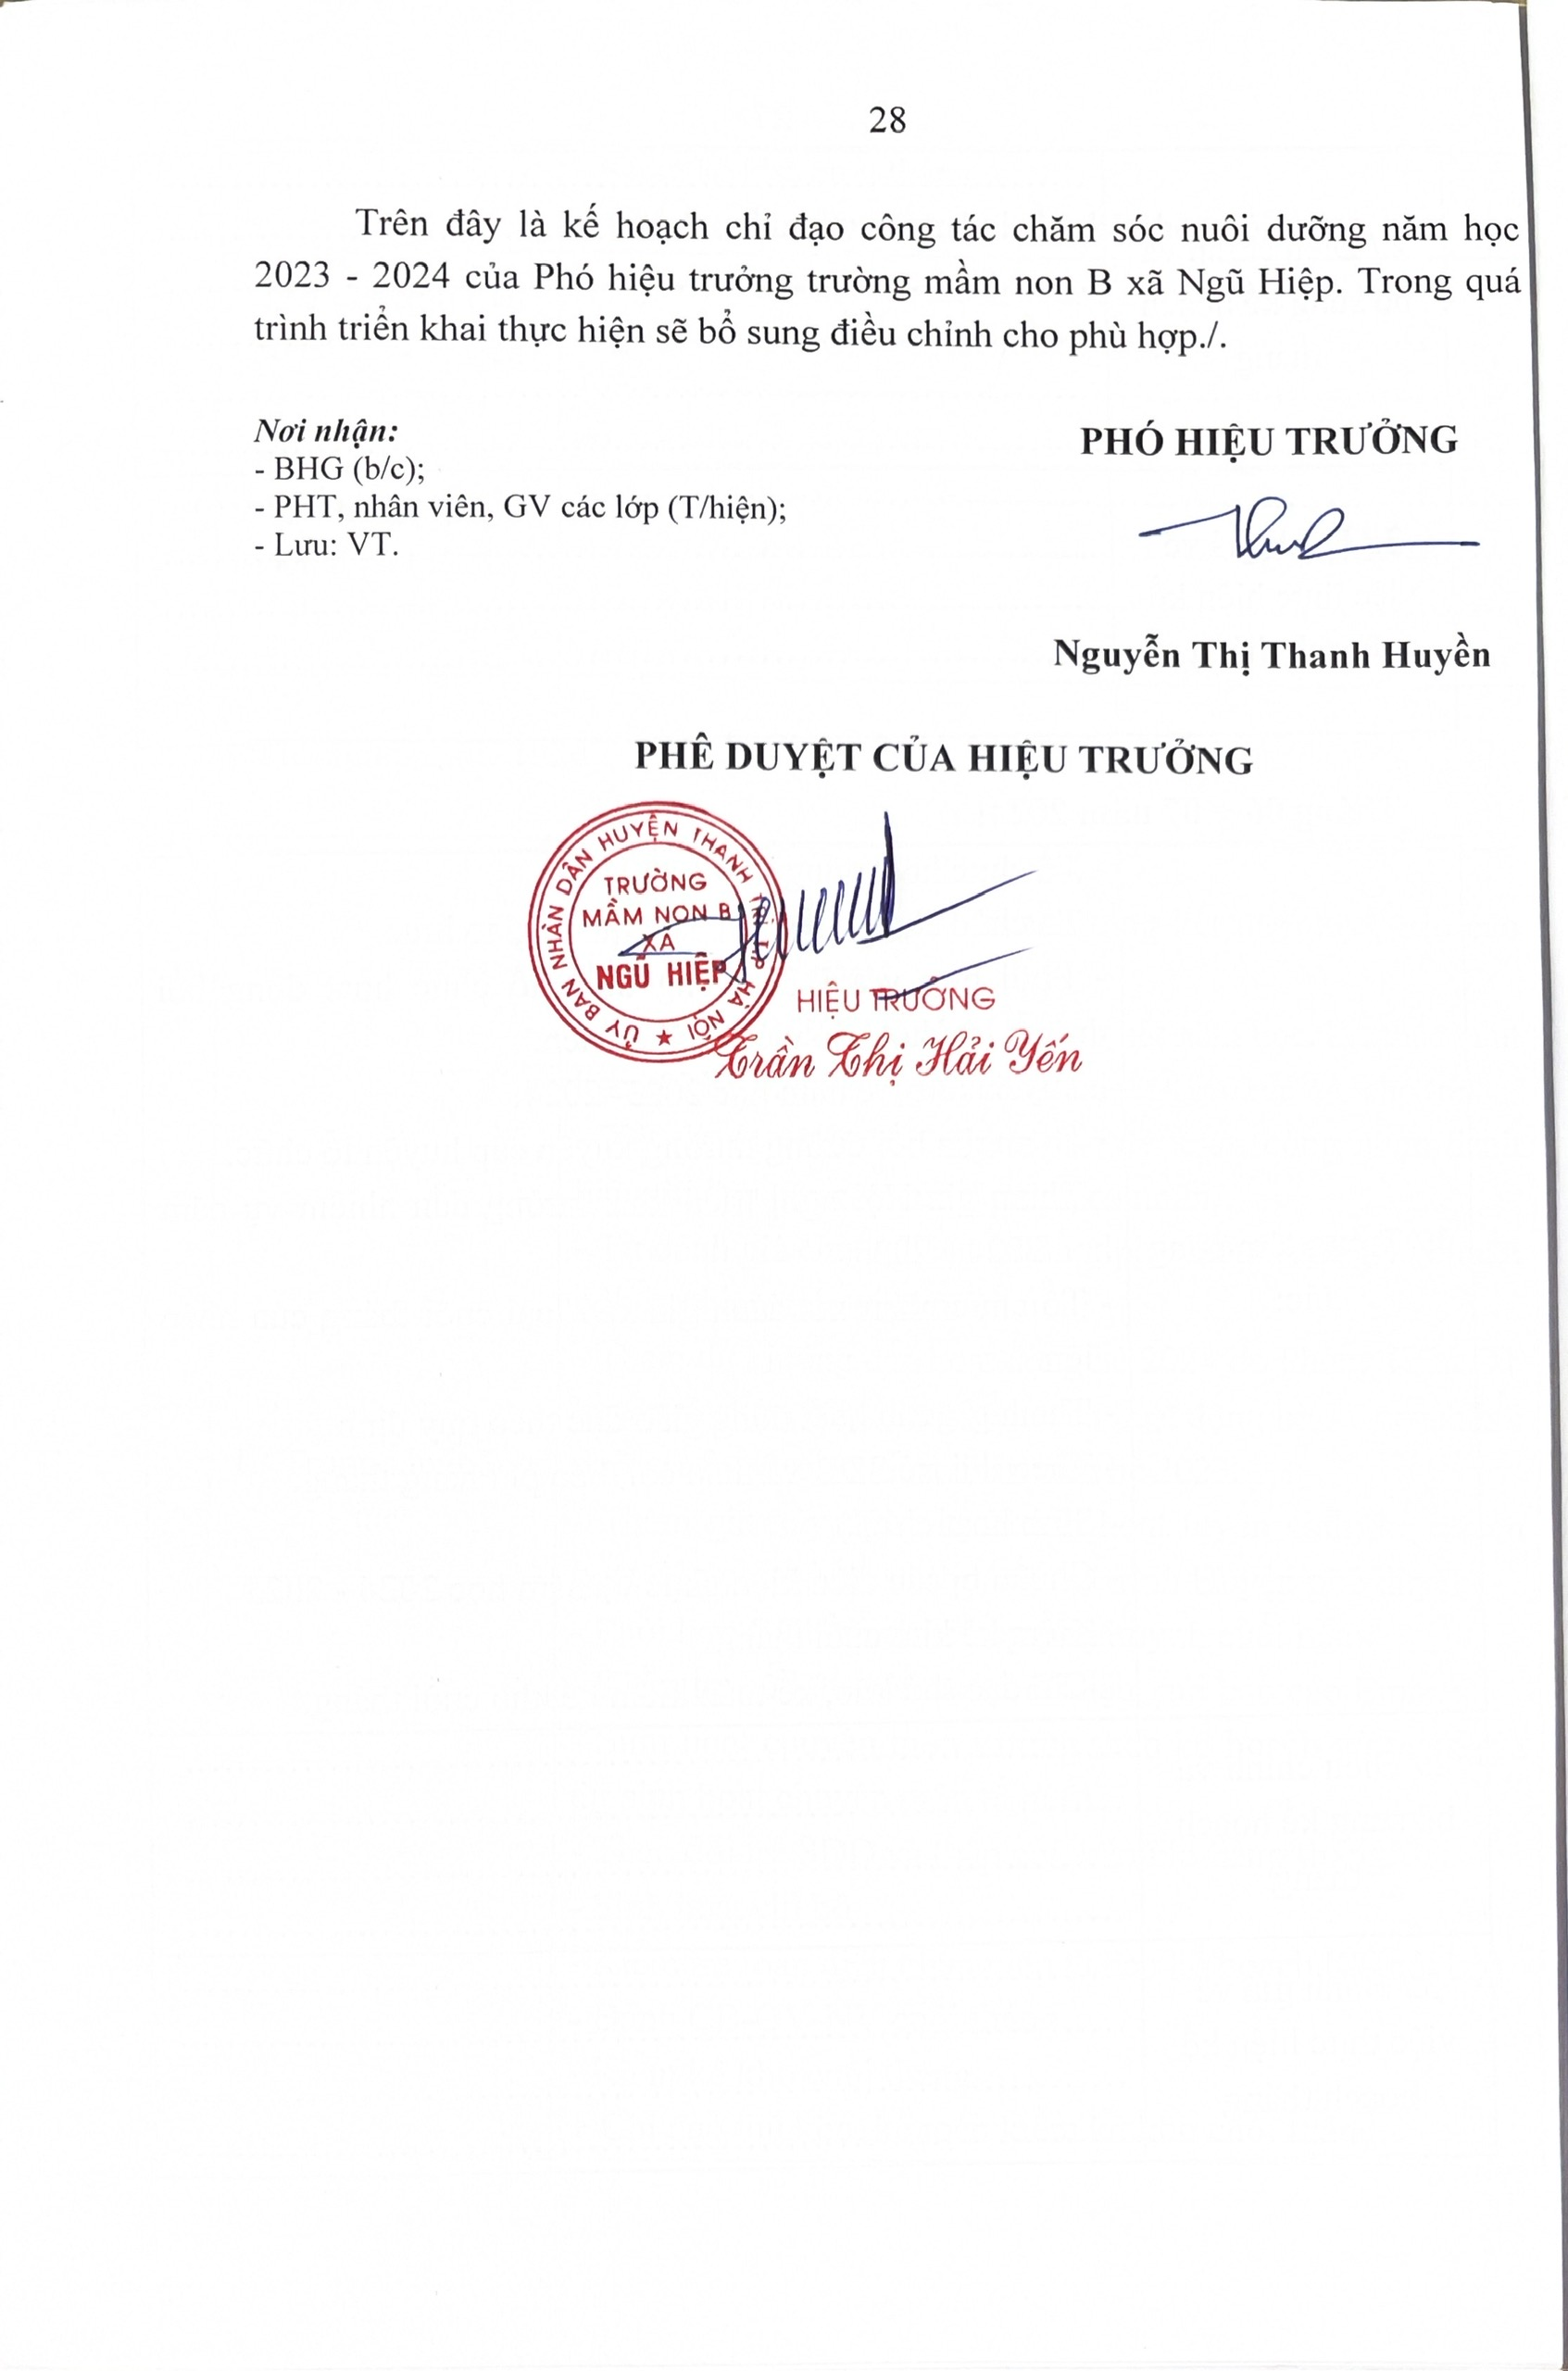 28
Trên đây là kế hoạch chỉ đạo công tác chăm sóc nuôi dưỡng năm học
2023 - 2024 của Phó hiệu trưởng trường mầm non B xã Ngũ Hiệp. Trong quá
trình triển khai thực hiện sẽ bổ sung điều chỉnh cho phù hợp./.
Nơi nhận:
- BHG (b/c);
- PHT, nhân viên, GV các lớp (T/hiện);
- Lưu: VT.
PHÓ HIỆU TRƯỞNG
Nguyễn Thị Thanh Huyền
PHÊ DUYỆT CỦA HIỆU TRƯỞNG
ỦY BAN NHÂN DÂN HUYỆN THANH TRÌ. T.P HÀ NỘI
TRƯỜNG
MẦM NON B
XÃ
NGŨ HIỆP
HIỆU TRƯỞNG
Trần Thị Hải Yến